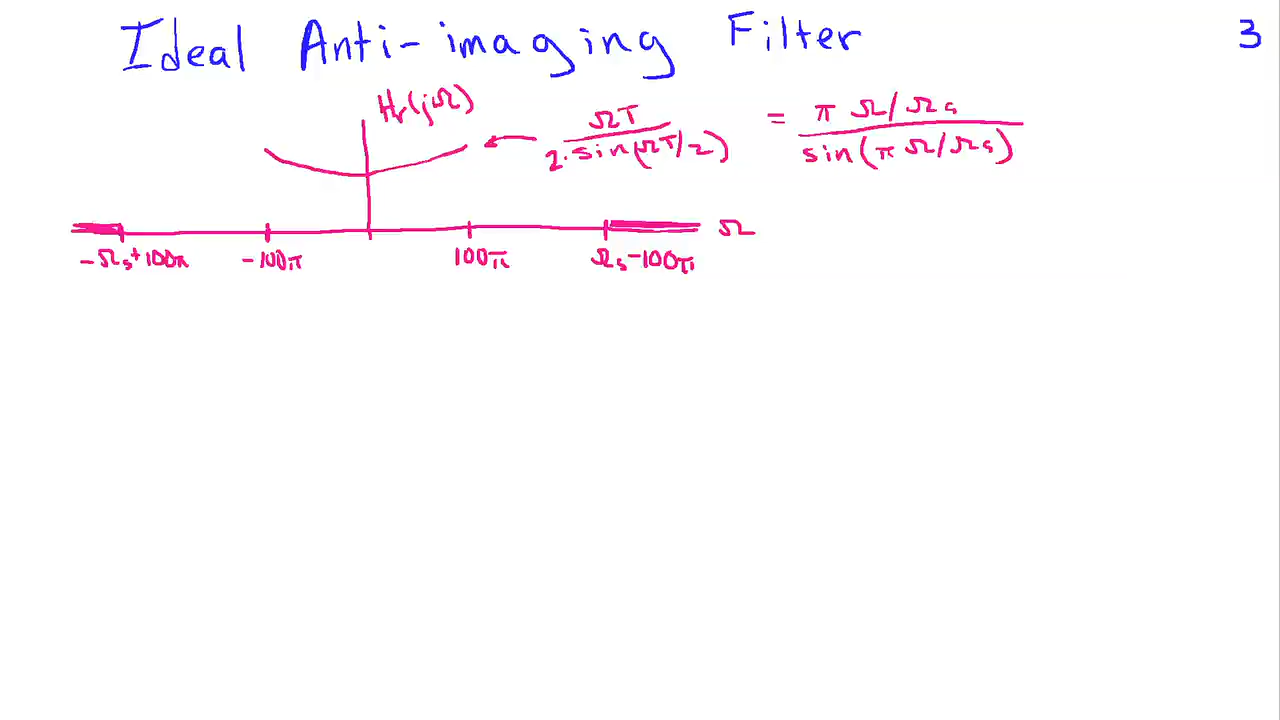 Ideal Anti-imaging Filter 3
Hr(jΩ)
ΩT / 2·sin(ΩT/2) = π Ω/Ωs / sin(π Ω/Ωs)
Ω
-Ωs+100π -100π 100π Ωs-100π